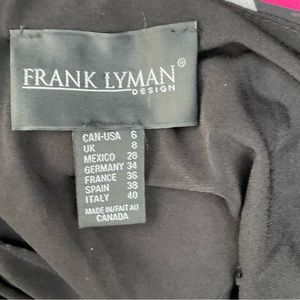 FRANK LYMAN®
DESIGN
CAN-USA 6
UK 8
MEXICO 28
GERMANY 34
FRANCE 36
SPAIN 38
ITALY 40
MADE IN/FAIT AU
CANADA